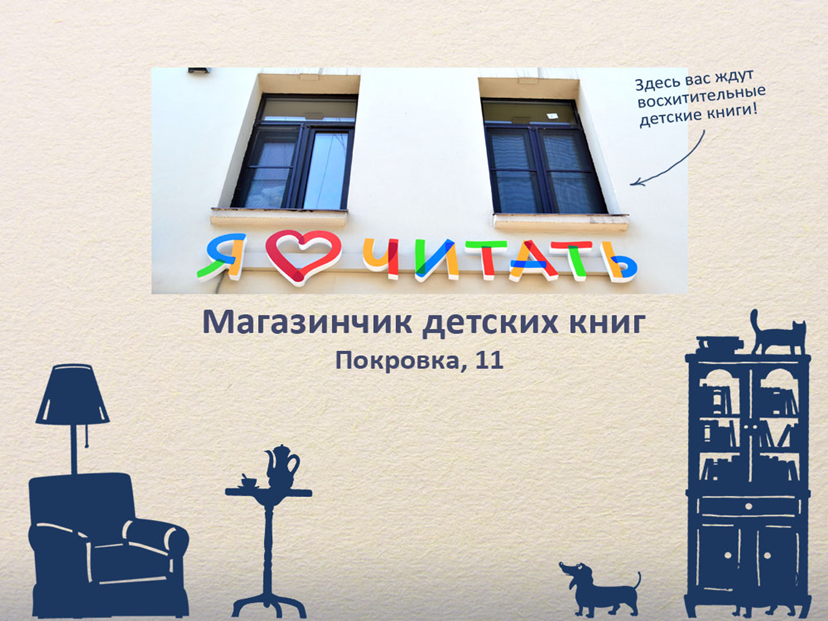 Здесь вас ждут
восхитительные
детские книги!
Я ЧИТАТЬ
Магазинчик детских книг
Покровка, 11